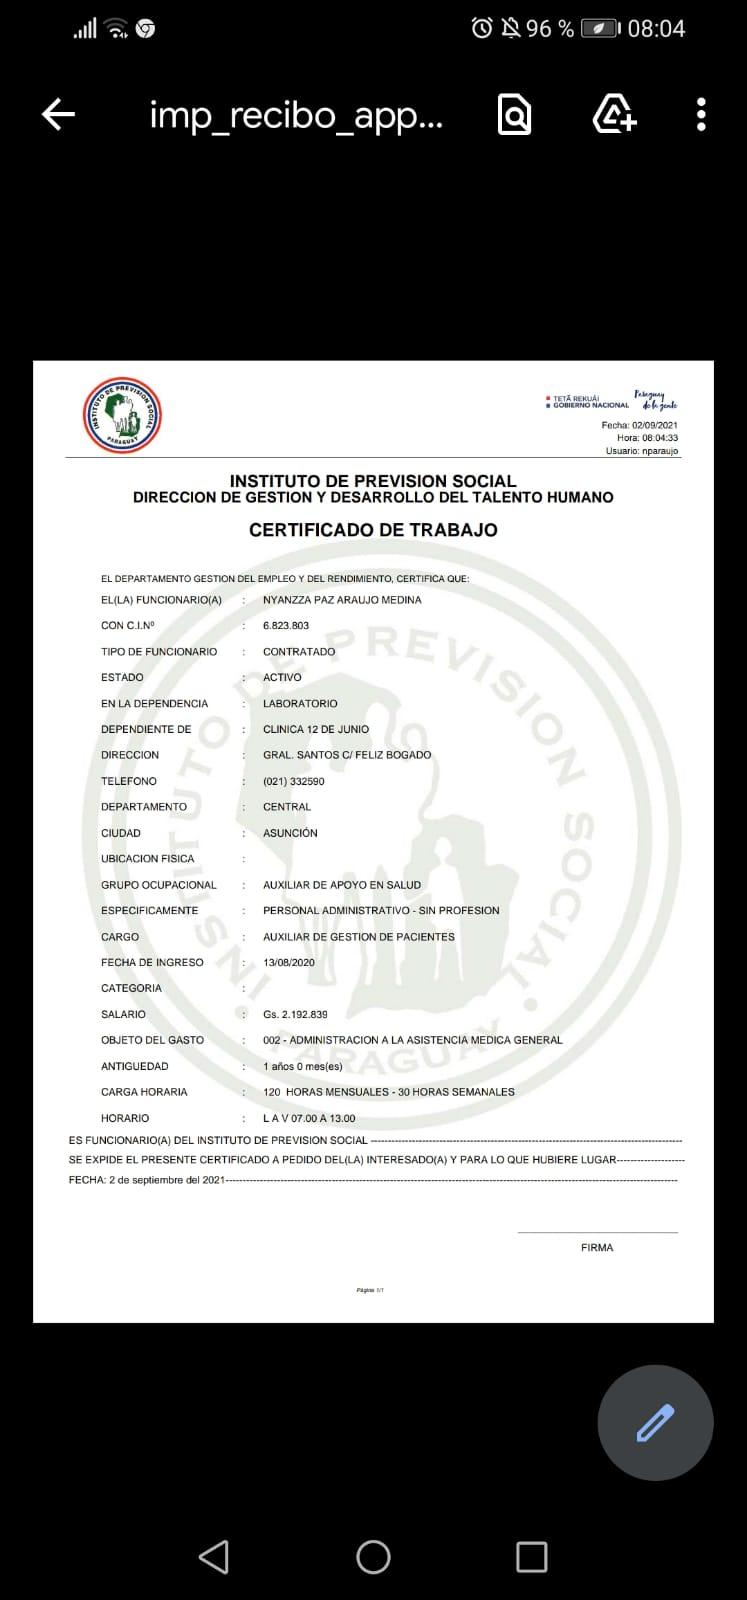 96 % 08:04
imp_recibo_app...
INSTITUTO DE PREVISION SOCIAL
PARAGUAY
TETÃ REKUÁI
GOBIERNO NACIONAL
Paraguay
de la gente
Fecha: 02/09/2021
Hora: 08:04:33
Usuario: nparaujo
INSTITUTO DE PREVISION SOCIAL
DIRECCION DE GESTION Y DESARROLLO DEL TALENTO HUMANO
CERTIFICADO DE TRABAJO
EL DEPARTAMENTO GESTION DEL EMPLEO Y DEL RENDIMIENTO, CERTIFICA QUE:
EL(LA) FUNCIONARIO(A) : NYANZZA PAZ ARAUJO MEDINA
CON C.I.Nº : 6.823.803
TIPO DE FUNCIONARIO : CONTRATADO
ESTADO : ACTIVO
EN LA DEPENDENCIA : LABORATORIO
DEPENDIENTE DE : CLINICA 12 DE JUNIO
DIRECCION : GRAL. SANTOS C/ FELIZ BOGADO
TELEFONO : (021) 332590
DEPARTAMENTO : CENTRAL
CIUDAD : ASUNCIÓN
UBICACION FISICA :
GRUPO OCUPACIONAL : AUXILIAR DE APOYO EN SALUD
ESPECIFICAMENTE : PERSONAL ADMINISTRATIVO - SIN PROFESION
CARGO : AUXILIAR DE GESTION DE PACIENTES
FECHA DE INGRESO : 13/08/2020
CATEGORIA :
SALARIO : Gs. 2.192.839
OBJETO DEL GASTO : 002 - ADMINISTRACION A LA ASISTENCIA MEDICA GENERAL
ANTIGUEDAD : 1 años 0 mes(es)
CARGA HORARIA : 120 HORAS MENSUALES - 30 HORAS SEMANALES
HORARIO : L A V 07.00 A 13.00
INSTITUTO DE PREVISION SOCIAL
PARAGUAY
ES FUNCIONARIO(A) DEL INSTITUTO DE PREVISION SOCIAL ---
SE EXPIDE EL PRESENTE CERTIFICADO A PEDIDO DEL(LA) INTERESADO(A) Y PARA LO QUE HUBIERE LUGAR---
FECHA: 2 de septiembre del 2021---
FIRMA
Página 1/1